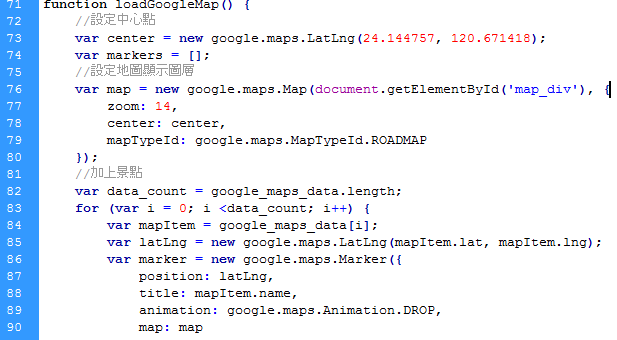 71 function loadGoogleMap() {
72 //設定中心點
73 var center = new google.maps.LatLng(24.144757, 120.671418);
74 var markers = [];
75 //設定地圖顯示圖層
76 var map = new google.maps.Map(document.getElementById('map_div'), {
77 zoom: 14,
78 center: center,
79 mapTypeId: google.maps.MapTypeId.ROADMAP
80 });
81 //加上景點
82 var data_count = google_maps_data.length;
83 for (var i = 0; i <data_count; i++) {
84 var mapItem = google_maps_data[i];
85 var latLng = new google.maps.LatLng(mapItem.lat, mapItem.lng);
86 var marker = new google.maps.Marker({
87 position: latLng,
88 title: mapItem.name,
89 animation: google.maps.Animation.DROP,
90 map: map